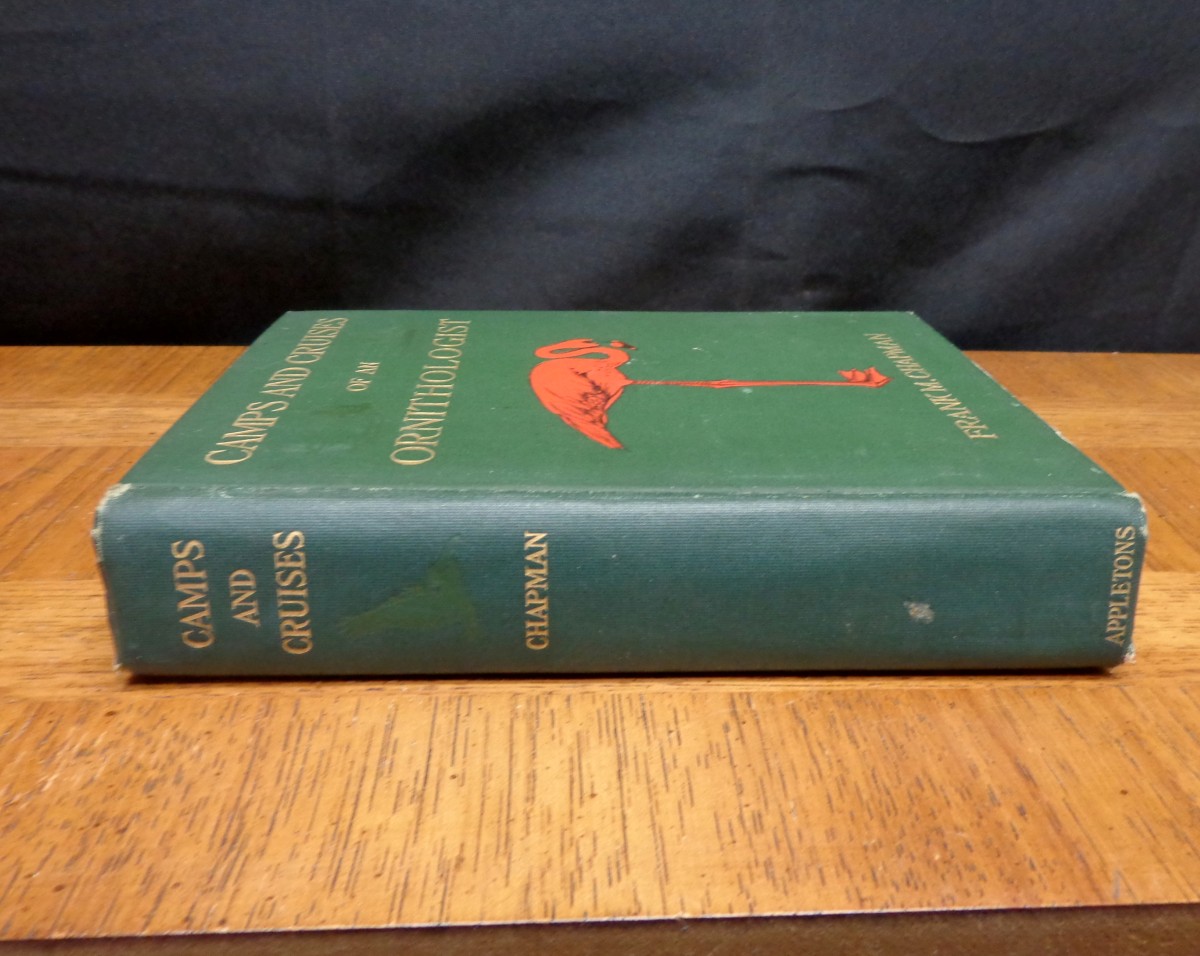 CAMPS AND CRUISES
OF AN
ORNITHOLOGIST
FRANK M. CHAPMAN
CAMPS
AND
CRUISES
CHAPMAN
APPLETONS